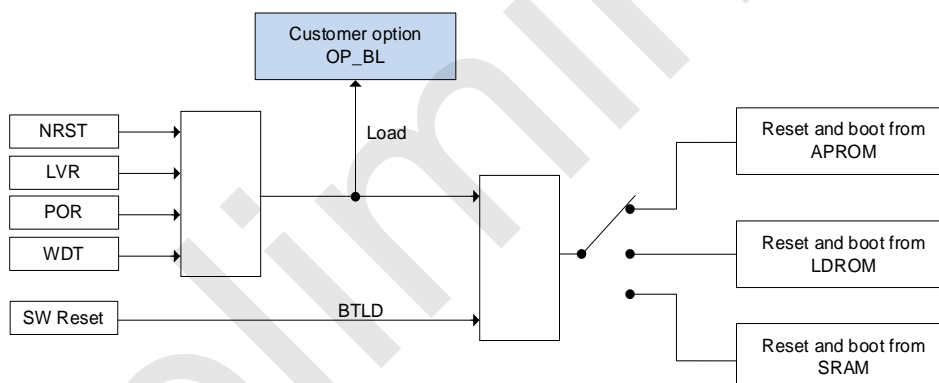 Customer option
OP_BL
NRST
LVR
POR
WDT
SW Reset
Load
BTLD
Reset and boot from
APROM
Reset and boot from
LDROM
Reset and boot from
SRAM